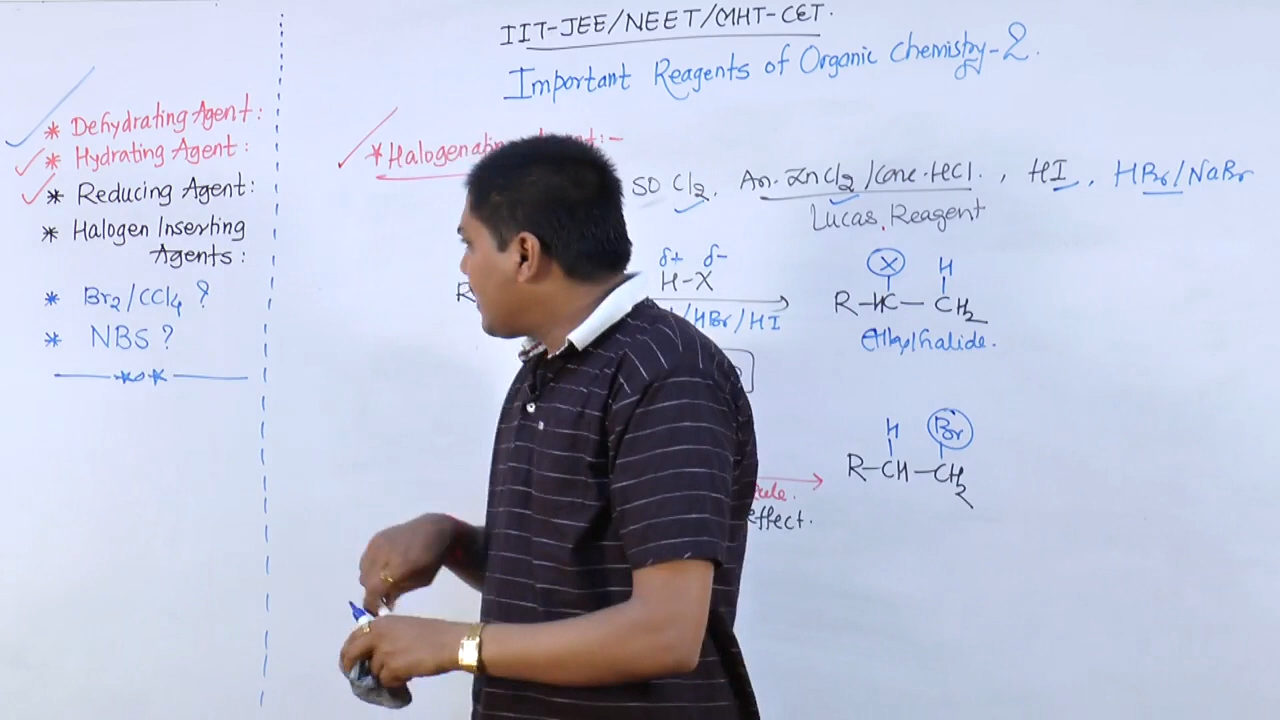 IIT-JEE/NEET/MHT-CET.
Important Reagents of Organic Chemistry-2.
* Dehydrating Agent:
* Hydrating Agent:
* Reducing Agent:
* Halogen Inserting
Agents:
* Br2/CCl4 ?
* NBS ?
SOCl2, An. ZnCl2/Conc.HCl., HI, HBr/NaBr
Lucas Reagent
δ+ δ-
H-X
/HBr/HI
X H
R-HC-CH2
Alkylhalide.
H Br
R-CH-CH2
effect.